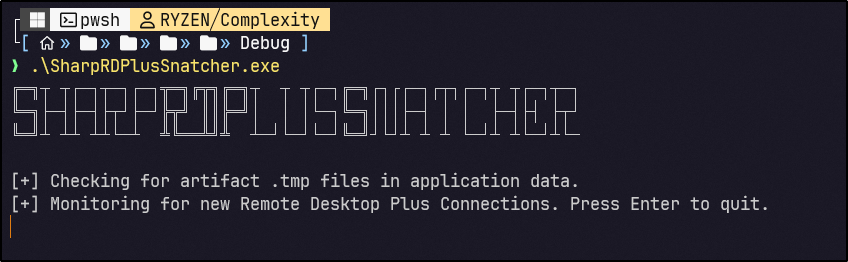 pwsh RYZEN/Complexity
[ » » » » » Debug ]
❯ .\SharpRDPlusSnatcher.exe
SHARPRDPLUSSNATCHER
[+] Checking for artifact .tmp files in application data.
[+] Monitoring for new Remote Desktop Plus Connections. Press Enter to quit.